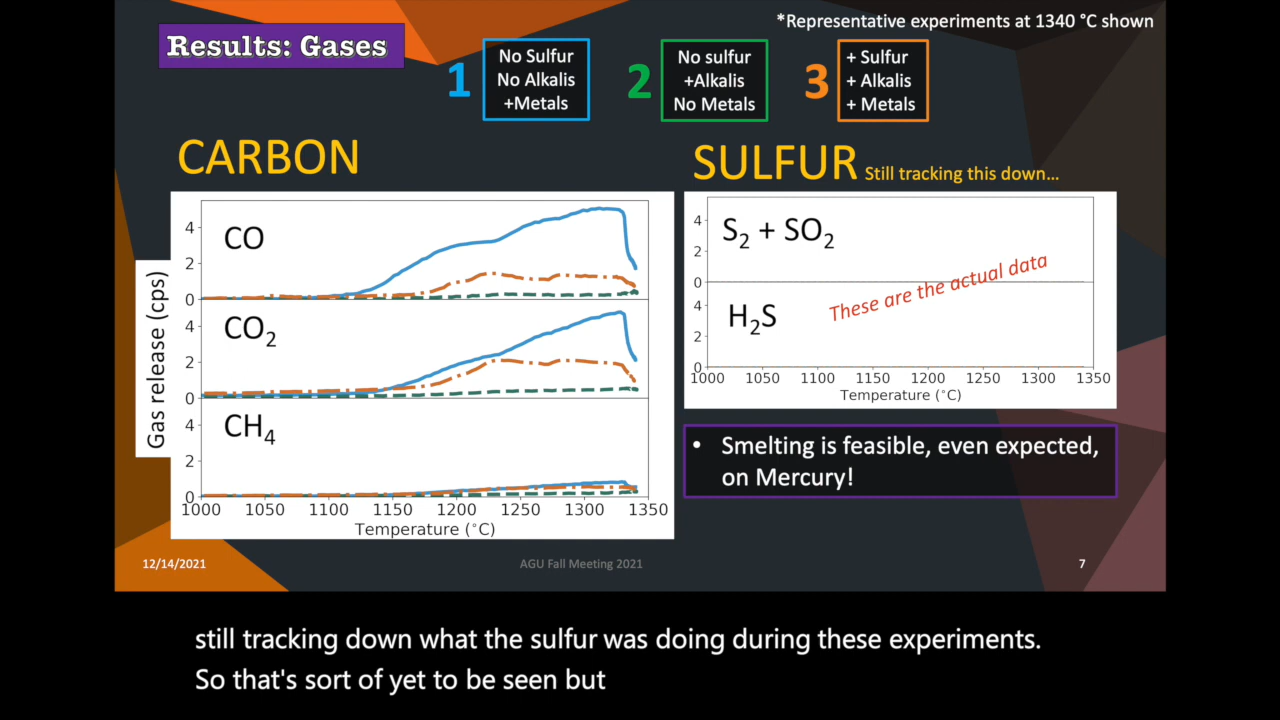 *Representative experiments at 1340 °C shown
Results: Gases
1
No Sulfur
No Alkalis
+Metals
2
No sulfur
+Alkalis
No Metals
3
+ Sulfur
+ Alkalis
+ Metals
CARBON
Gas release (cps)
CO
4
2
0
CO₂
4
2
0
CH₄
4
2
0
1000 1050 1100 1150 1200 1250 1300 1350
Temperature (°C)
SULFUR Still tracking this down...
S₂ + SO₂
4
2
0
These are the actual data
H₂S
4
2
0
1000 1050 1100 1150 1200 1250 1300 1350
Temperature (°C)
• Smelting is feasible, even expected,
on Mercury!
12/14/2021
AGU Fall Meeting 2021
7
still tracking down what the sulfur was doing during these experiments.
So that's sort of yet to be seen but